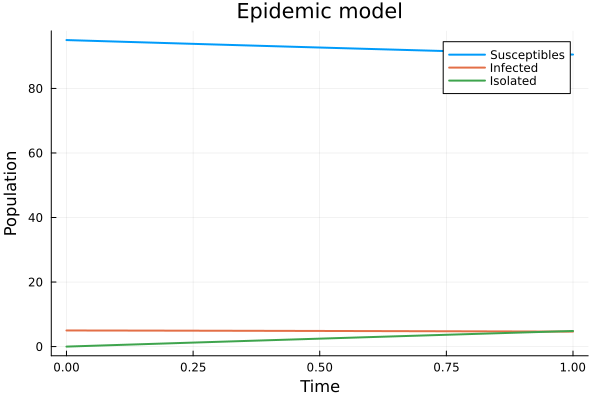 Epidemic model
Susceptibles
Infected
Isolated
80
60
40
20
0
Population
0.00 0.25 0.50 0.75 1.00
Time